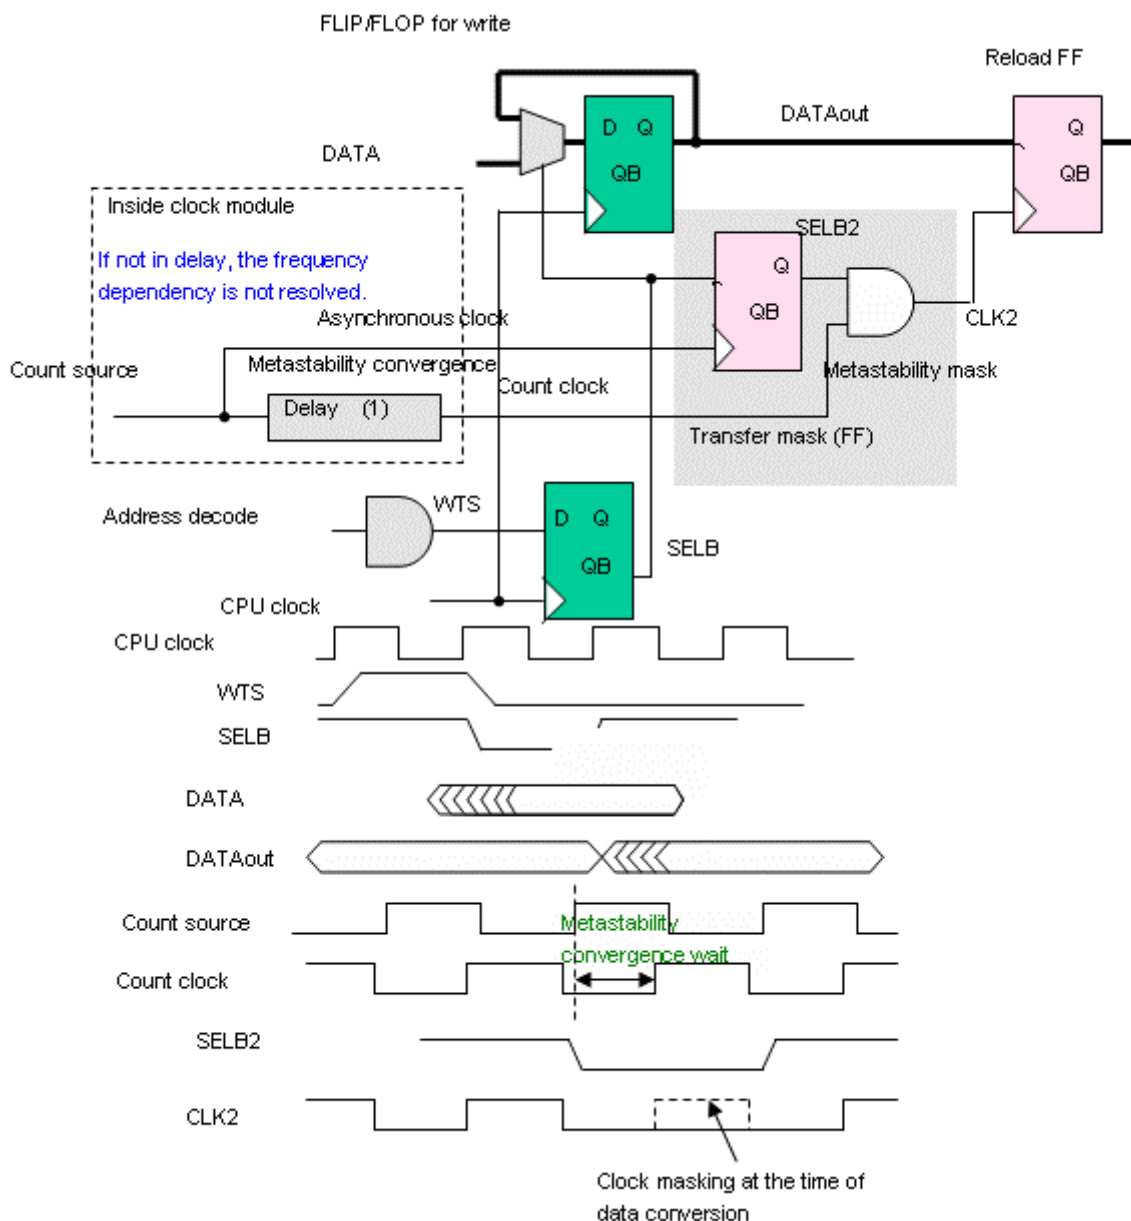 FLIP/FLOP for write
Reload FF
DATAout
D Q
Q
DATA
QB
QB
Inside clock module
SELB2
If not in delay, the frequency
dependency is not resolved.
Q
QB
Asynchronous clock
CLK2
Count source
Metastability convergence
Metastability mask
Count clock
Delay (1)
Transfer mask (FF)
WTS
Address decode
D Q
SELB
QB
CPU clock
CPU clock
WTS
SELB
DATA
DATAout
Count source
Metastability
convergence wait
Count clock
SELB2
CLK2
Clock masking at the time of
data conversion